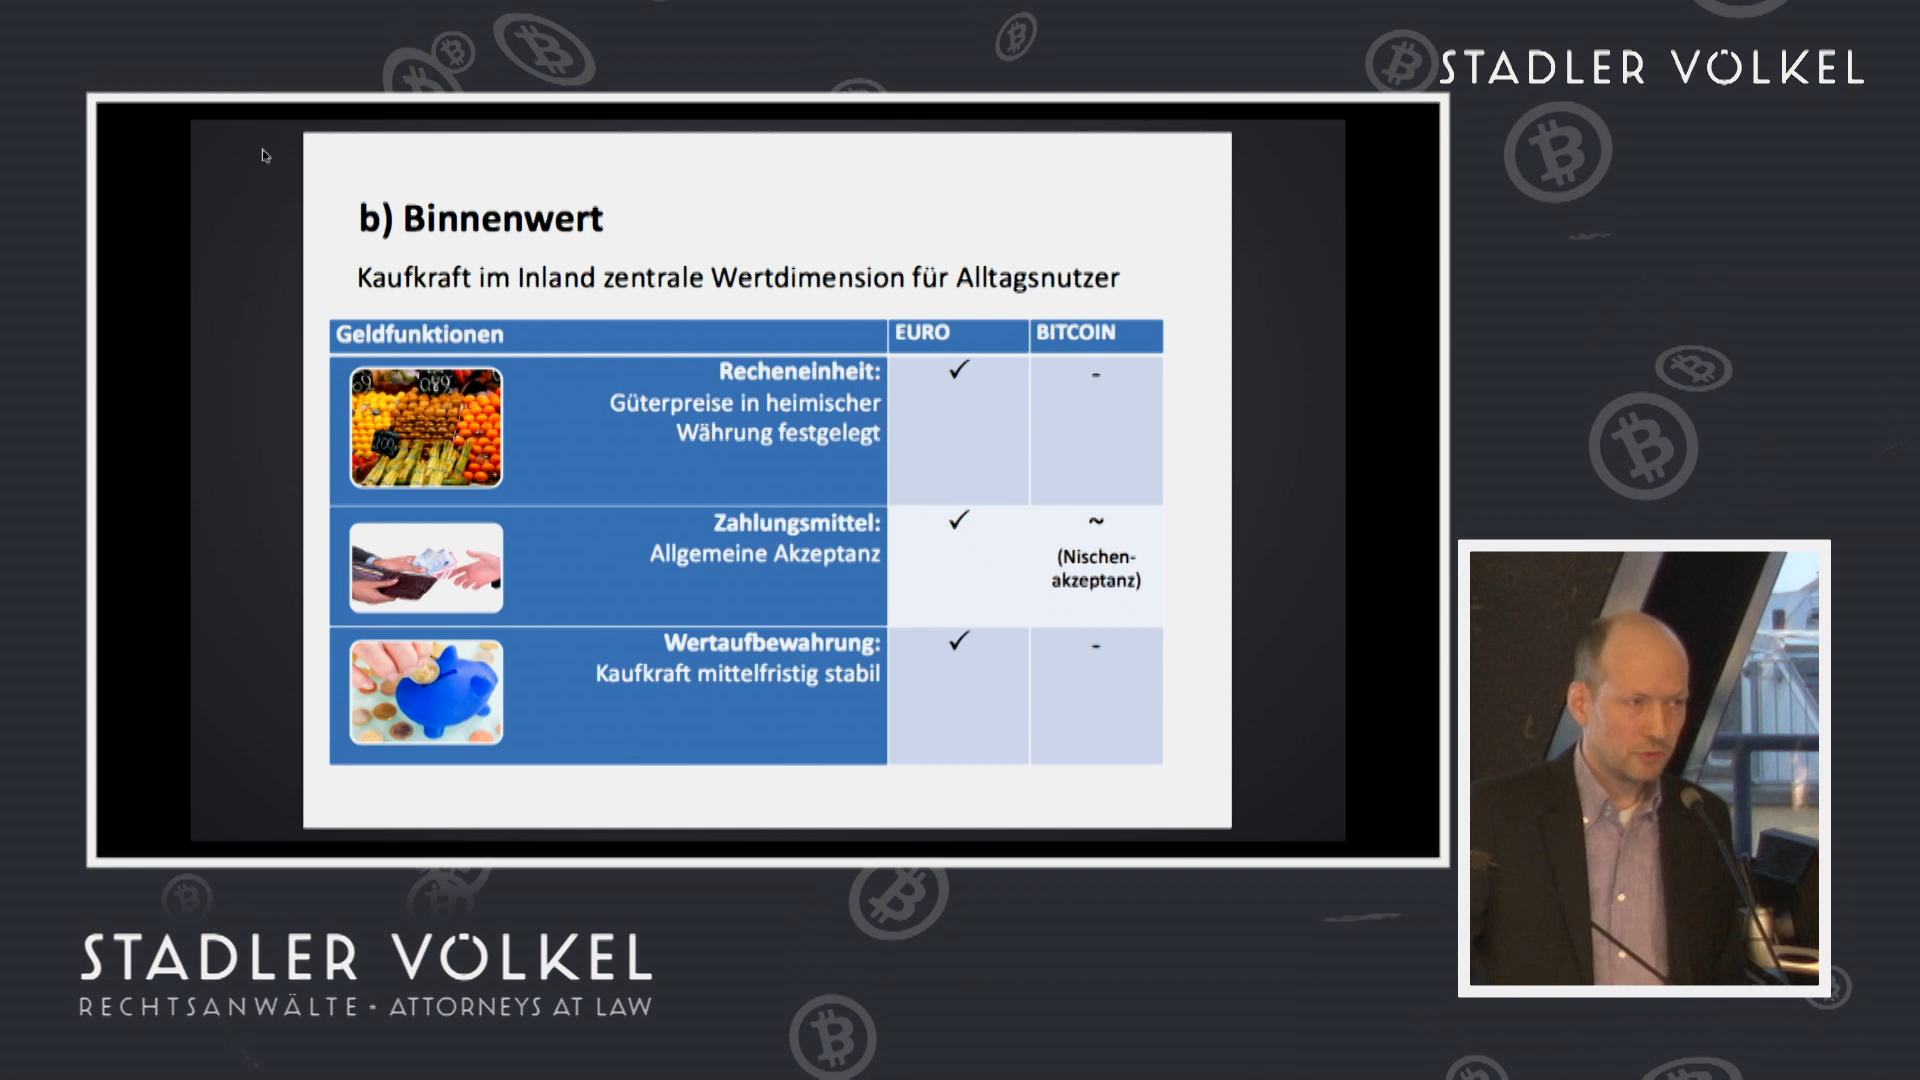 STADLER VÖLKEL
b) Binnenwert
Kaufkraft im Inland zentrale Wertdimension für Alltagsnutzer
Geldfunktionen EURO BITCOIN
Recheneinheit: ✓ -
Güterpreise in heimischer
Währung festgelegt
Zahlungsmittel: ✓ ~
Allgemeine Akzeptanz (Nischen-
akzeptanz)
Wertaufbewahrung: ✓ -
Kaufkraft mittelfristig stabil
STADLER VÖLKEL
RECHTSANWÄLTE · ATTORNEYS AT LAW